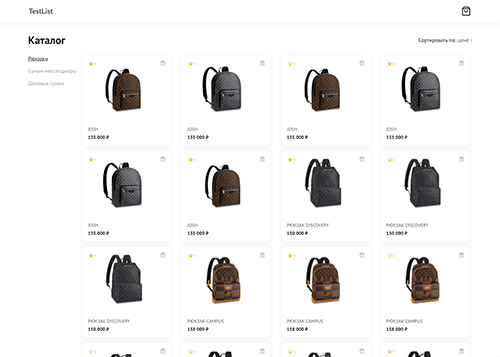 TestList
Каталог
Сортировать по: цене
Рюкзаки
Сумки-мессенджеры
Деловые сумки
JOSH
135 000 ₽
JOSH
135 000 ₽
JOSH
135 000 ₽
JOSH
135 000 ₽
JOSH
135 000 ₽
JOSH
135 000 ₽
РЮКЗАК DISCOVERY
150 000 ₽
РЮКЗАК DISCOVERY
150 000 ₽
РЮКЗАК DISCOVERY
150 000 ₽
РЮКЗАК CAMPUS
158 000 ₽
РЮКЗАК CAMPUS
158 000 ₽
РЮКЗАК CAMPUS
158 000 ₽